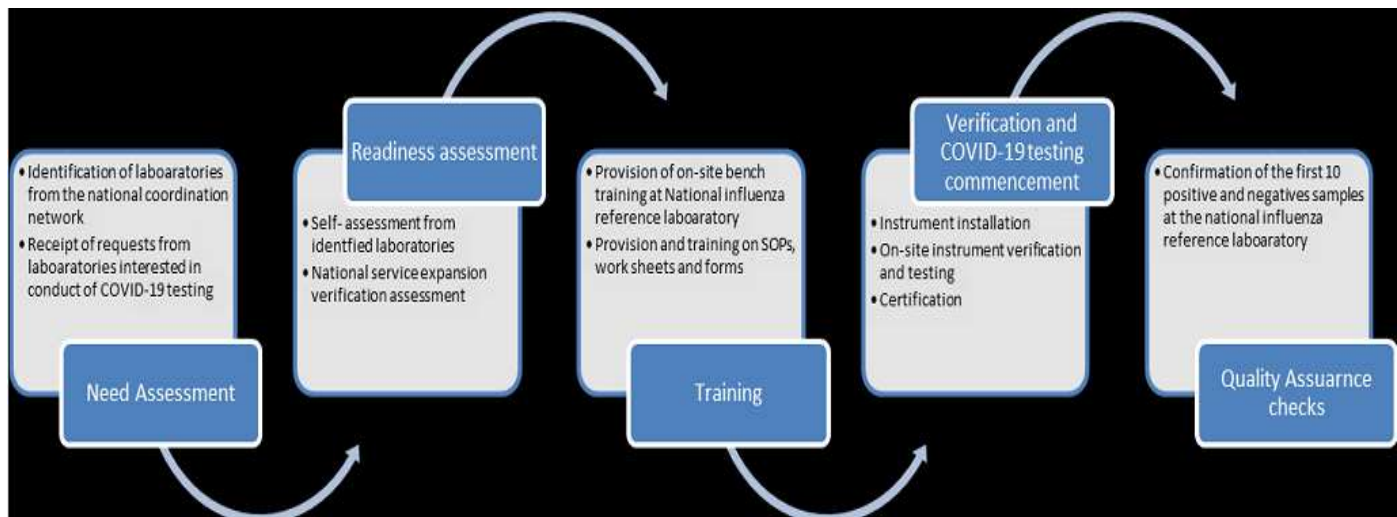 • Identification of laboaratories
from the national coordination
network
• Receipt of requests from
laboaratories interested in
conduct of COVID-19 testing
Need Assessment
Readiness assessment
• Self- assessment from
identfied laboratories
• National service expansion
verification assessment
• Provision of on-site bench
training at National influenza
reference laboaratory
• Provision and training on SOPs,
work sheets and forms
Training
Verification and
COVID-19 testing
commencement
• Instrument installation
• On-site instrument verification
and testing
• Certification
• Confirmation of the first 10
positive and negatives samples
at the national influenza
reference laboaratory
Quality Assuarnce
checks